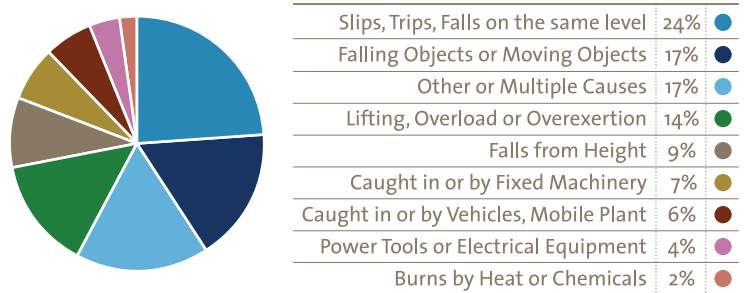 Slips, Trips, Falls on the same level 24%
Falling Objects or Moving Objects 17%
Other or Multiple Causes 17%
Lifting, Overload or Overexertion 14%
Falls from Height 9%
Caught in or by Fixed Machinery 7%
Caught in or by Vehicles, Mobile Plant 6%
Power Tools or Electrical Equipment 4%
Burns by Heat or Chemicals 2%